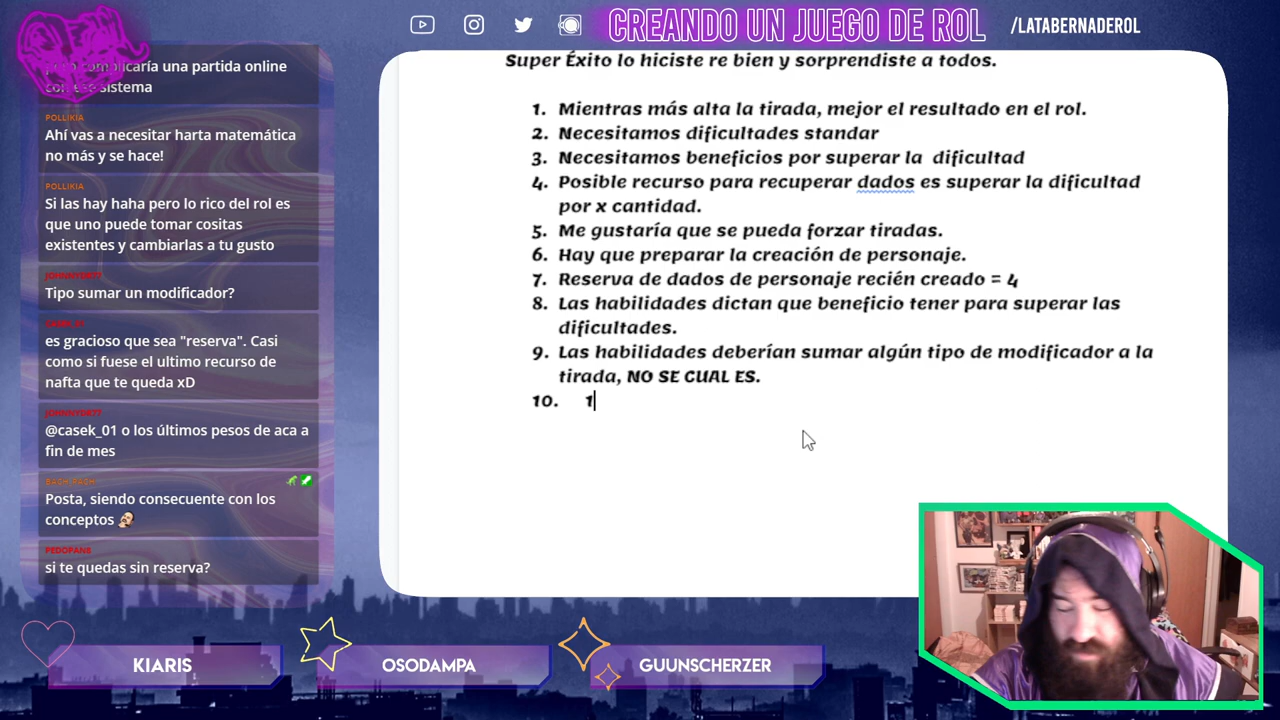 CREANDO UN JUEGO DE ROL
/LATABERNADEROL
complicaría una partida online
sistema
POLLIKIA
Ahí vas a necesitar harta matemática
no más y se hace!
POLLIKIA
Si las hay haha pero lo rico del rol es
que uno puede tomar cositas
existentes y cambiarlas a tu gusto
Tipo sumar un modificador?
es gracioso que sea "reserva". Casi
como si fuese el ultimo recurso de
nafta que te queda xD
@casek_01 o los últimos pesos de aca a
fin de mes
Posta, siendo consecuente con los
conceptos
PEDOPAN8
si te quedas sin reserva?
Super Éxito lo hiciste re bien y sorprendiste a todos.
1. Mientras más alta la tirada, mejor el resultado en el rol.
2. Necesitamos dificultades standar
3. Necesitamos beneficios por superar la dificultad
4. Posible recurso para recuperar dados es superar la dificultad
por x cantidad.
5. Me gustaría que se pueda forzar tiradas.
6. Hay que preparar la creación de personaje.
7. Reserva de dados de personaje recién creado = 4
8. Las habilidades dictan que beneficio tener para superar las
dificultades.
9. Las habilidades deberían sumar algún tipo de modificador a la
tirada, NO SE CUAL ES.
10. 1
KIARIS
OSODAMPA
GUUNSCHERZER